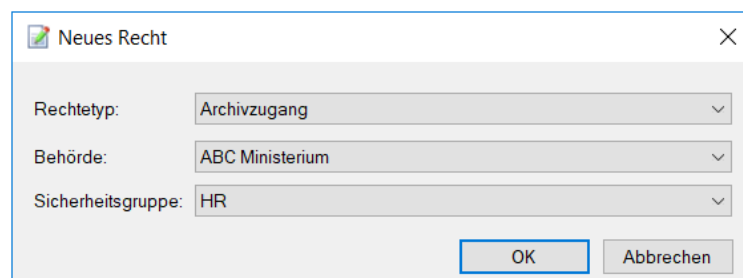 Neues Recht
Rechtetyp: Archivzugang
Behörde: ABC Ministerium
Sicherheitsgruppe: HR
OK Abbrechen